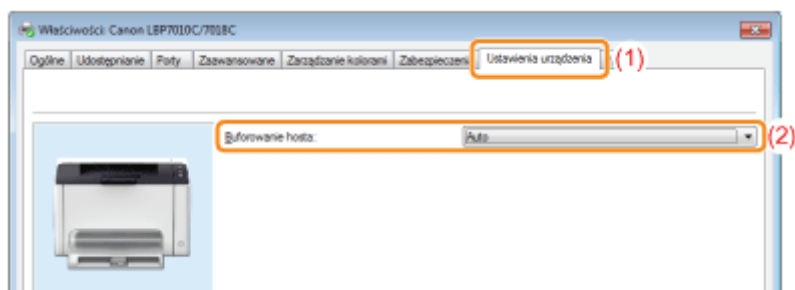 Właściwości: Canon LBP7010C/7018C
Ogólne Udostępnianie Porty Zaawansowane Zarządzanie kolorami Zabezpieczeni Ustawienia urządzenia (1)
Buforowanie hosta: Auto (2)